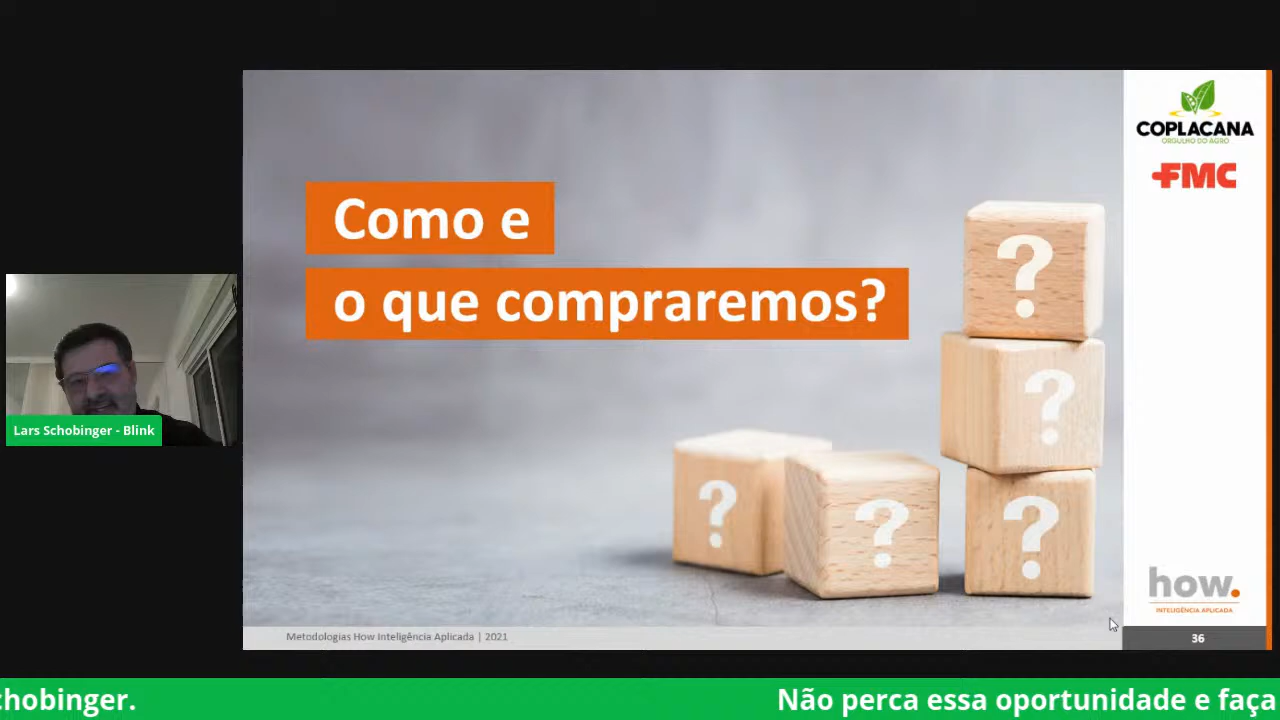 COPLACANA
ORGULHO DO AGRO
FMC
Como e
o que compraremos?
?
?
?
?
?
Lars Schobinger - Blink
how.
INTELIGÊNCIA APLICADA
Metodologias How Inteligência Aplicada | 2021
36
chobinger.
Não perca essa oportunidade e faça